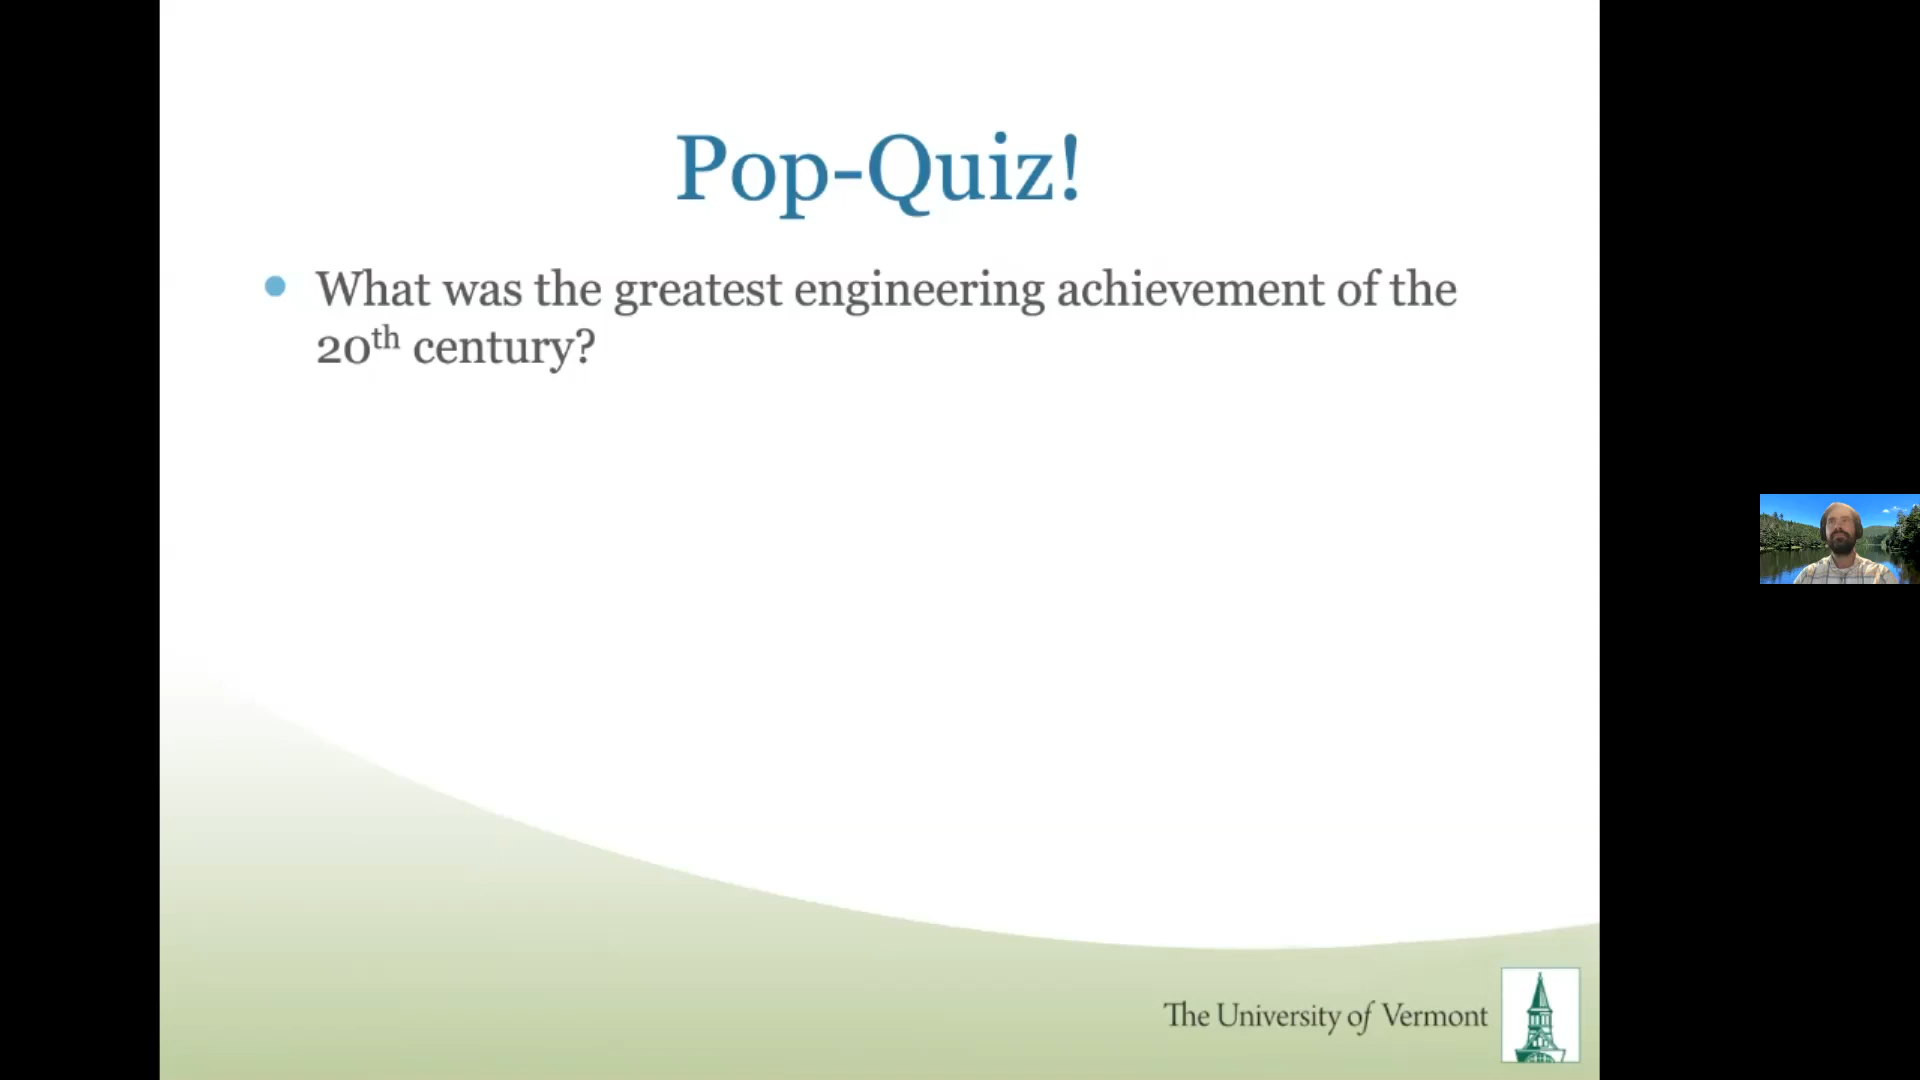 Pop-Quiz!
What was the greatest engineering achievement of the
20th century?
The University of Vermont